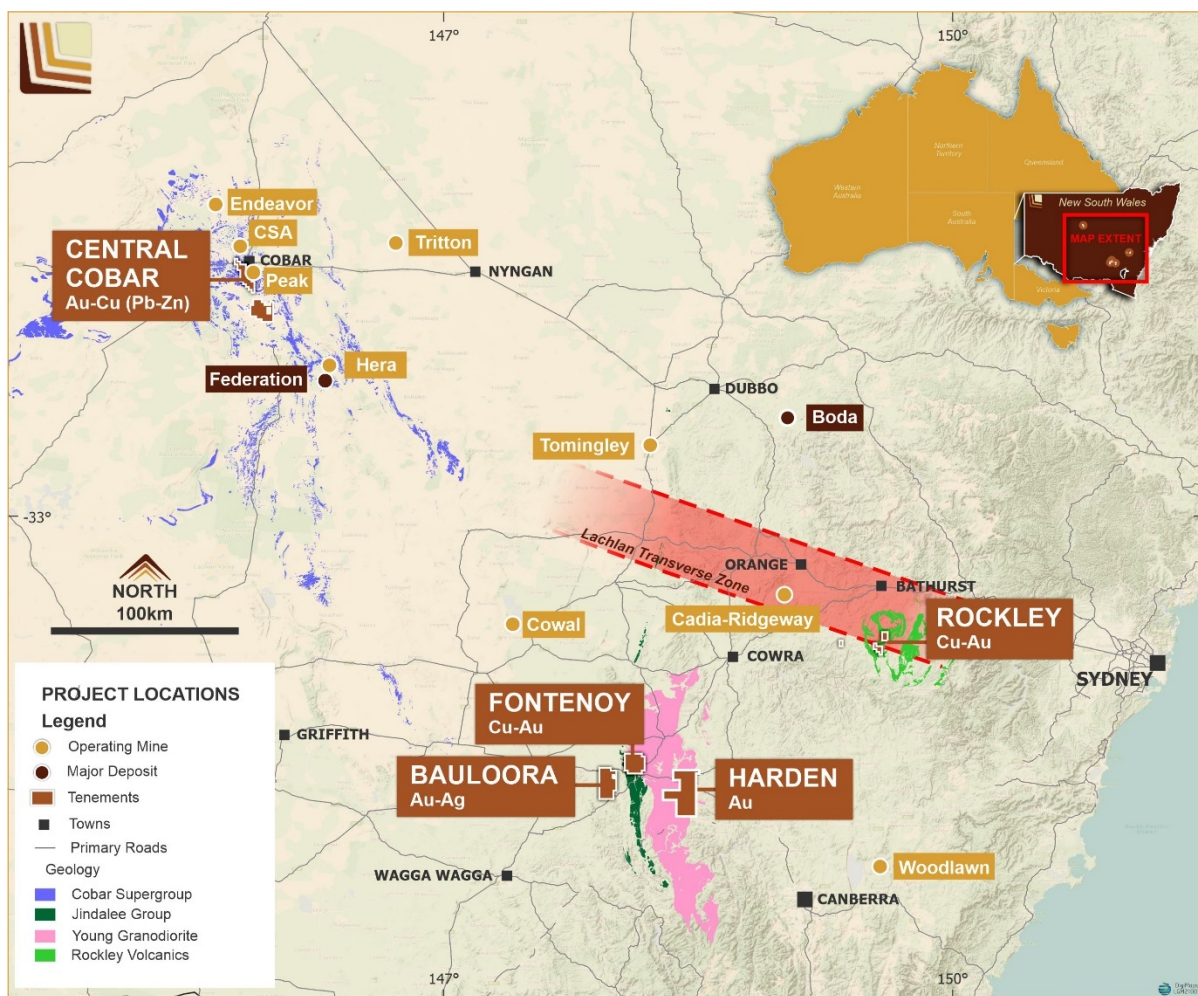 147°
150°
Western
Australia
Northern
Territory
Queensland
South
Australia
New South Wales
MAP EXTENT
Victoria
Endeavor
CSA
COBAR
Peak
CENTRAL
COBAR
Au-Cu (Pb-Zn)
Tritton
NYNGAN
Hera
Federation
DUBBO
Boda
Tomingley
-33°
Lachlan Transverse Zone
ORANGE
BATHURST
NORTH
100km
Cowal
Cadia-Ridgeway
ROCKLEY
Cu-Au
COWRA
SYDNEY
PROJECT LOCATIONS
Legend
Operating Mine
Major Deposit
Tenements
Towns
Primary Roads
Geology
Cobar Supergroup
Jindalee Group
Young Granodiorite
Rockley Volcanics
FONTENOY
Cu-Au
GRIFFITH
BAULOORA
Au-Ag
HARDEN
Au
WAGGA WAGGA
Woodlawn
CANBERRA
147°
150°